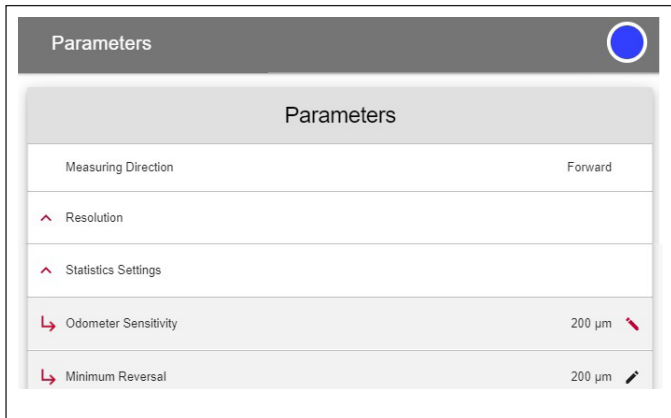 Parameters
Parameters
Measuring Direction Forward
Resolution
Statistics Settings
Odometer Sensitivity 200 µm
Minimum Reversal 200 µm